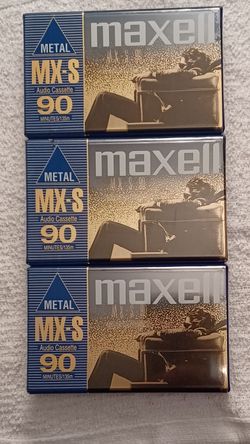 METAL
MX-S
Audio Cassette
90
MINUTES/135m
maxell
METAL
MX-S
Audio Cassette
90
MINUTES/135m
maxell
METAL
MX-S
Audio Cassette
90
MINUTES/135m
maxell